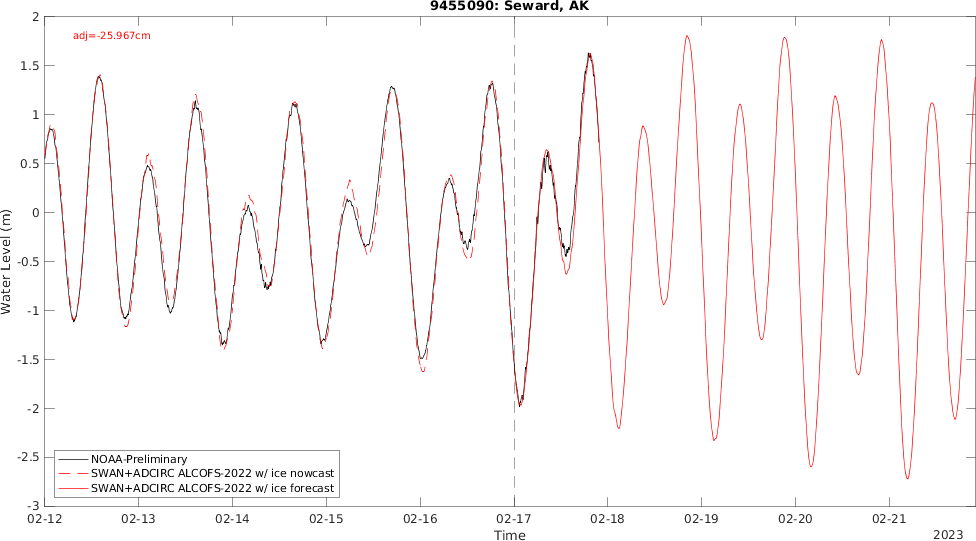 9455090: Seward, AK
adj=-25.967cm
2
1.5
1
0.5
0
-0.5
-1
-1.5
-2
-2.5
-3
Water Level (m)
NOAA-Preliminary
SWAN+ADCIRC ALCOFS-2022 w/ ice nowcast
SWAN+ADCIRC ALCOFS-2022 w/ ice forecast
02-12 02-13 02-14 02-15 02-16 02-17 02-18 02-19 02-20 02-21
Time
2023